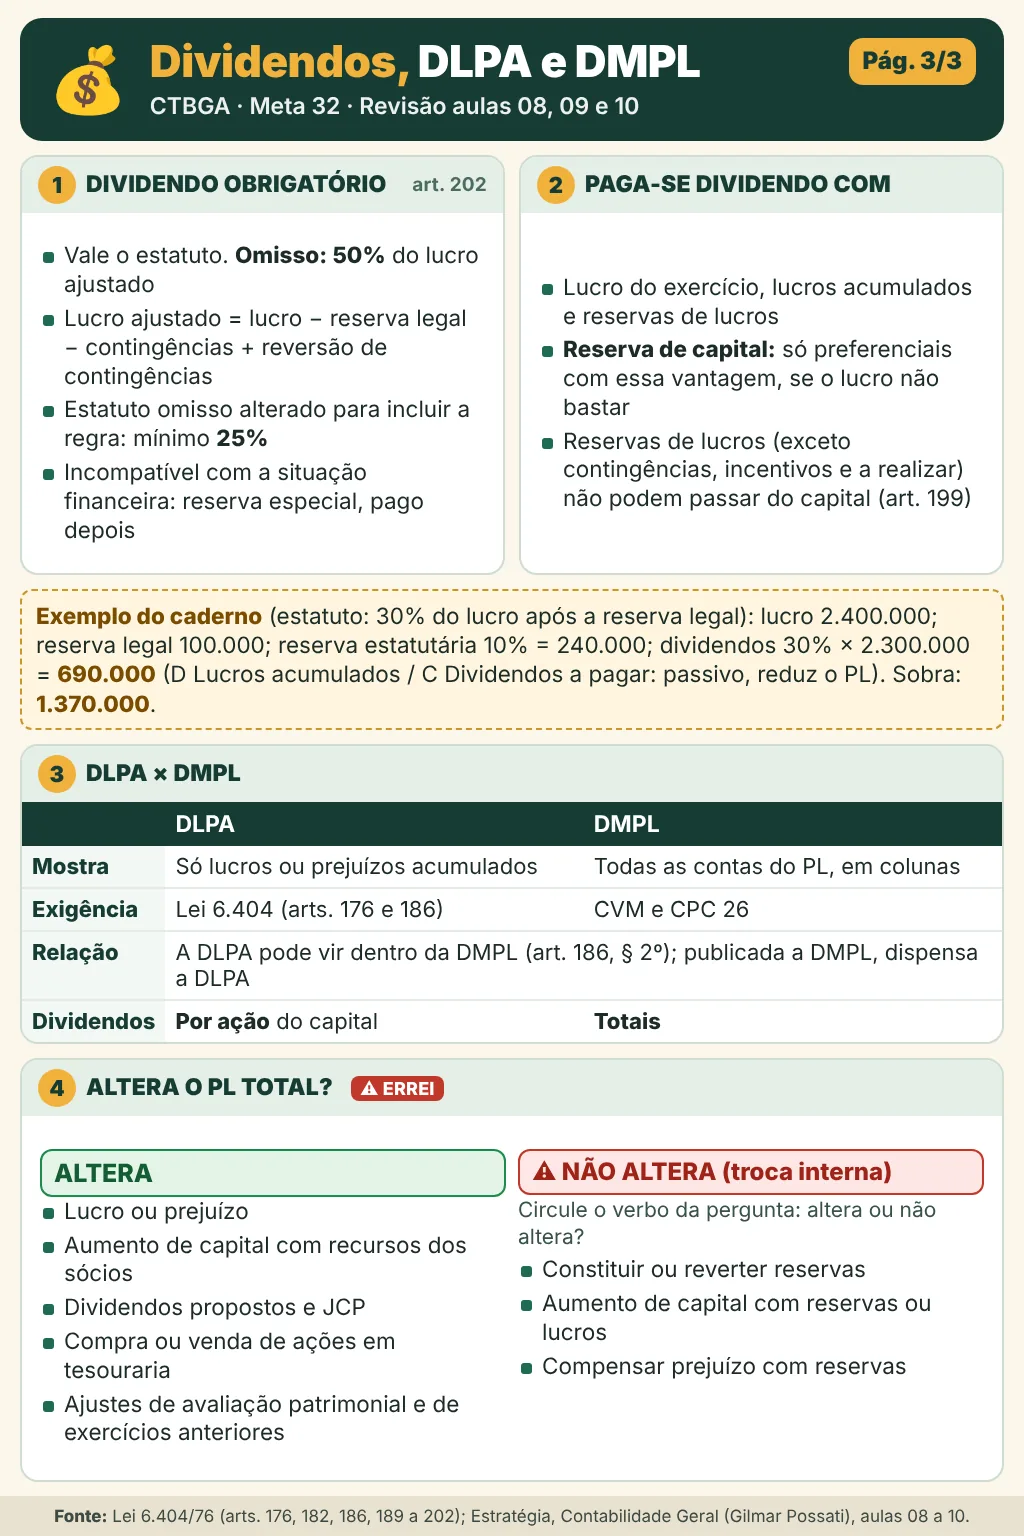 Dividendos, DLPA e DMPL
CTBGA · Meta 32 · Revisão aulas 08, 09 e 10
Pág. 3/3
1 DIVIDENDO OBRIGATÓRIO art. 202
Vale o estatuto. Omisso: 50% do lucro
ajustado
Lucro ajustado = lucro − reserva legal
− contingências + reversão de
contingências
Estatuto omisso alterado para incluir a
regra: mínimo 25%
Incompatível com a situação
financeira: reserva especial, pago
depois
2 PAGA-SE DIVIDENDO COM
Lucro do exercício, lucros acumulados
e reservas de lucros
Reserva de capital: só preferenciais
com essa vantagem, se o lucro não
bastar
Reservas de lucros (exceto
contingências, incentivos e a realizar)
não podem passar do capital (art. 199)
Exemplo do caderno (estatuto: 30% do lucro após a reserva legal): lucro 2.400.000;
reserva legal 100.000; reserva estatutária 10% = 240.000; dividendos 30% × 2.300.000
= 690.000 (D Lucros acumulados / C Dividendos a pagar: passivo, reduz o PL). Sobra:
1.370.000.
3 DLPA × DMPL
DLPA DMPL
Mostra Só lucros ou prejuízos acumulados Todas as contas do PL, em colunas
Exigência Lei 6.404 (arts. 176 e 186) CVM e CPC 26
Relação A DLPA pode vir dentro da DMPL (art. 186, § 2º); publicada a DMPL, dispensa
a DLPA
Dividendos Por ação do capital Totais
4 ALTERA O PL TOTAL? ⚠ ERREI
ALTERA
Lucro ou prejuízo
Aumento de capital com recursos dos
sócios
Dividendos propostos e JCP
Compra ou venda de ações em
tesouraria
Ajustes de avaliação patrimonial e de
exercícios anteriores
⚠ NÃO ALTERA (troca interna)
Circule o verbo da pergunta: altera ou não
altera?
Constituir ou reverter reservas
Aumento de capital com reservas ou
lucros
Compensar prejuízo com reservas
Fonte: Lei 6.404/76 (arts. 176, 182, 186, 189 a 202); Estratégia, Contabilidade Geral (Gilmar Possati), aulas 08 a 10.